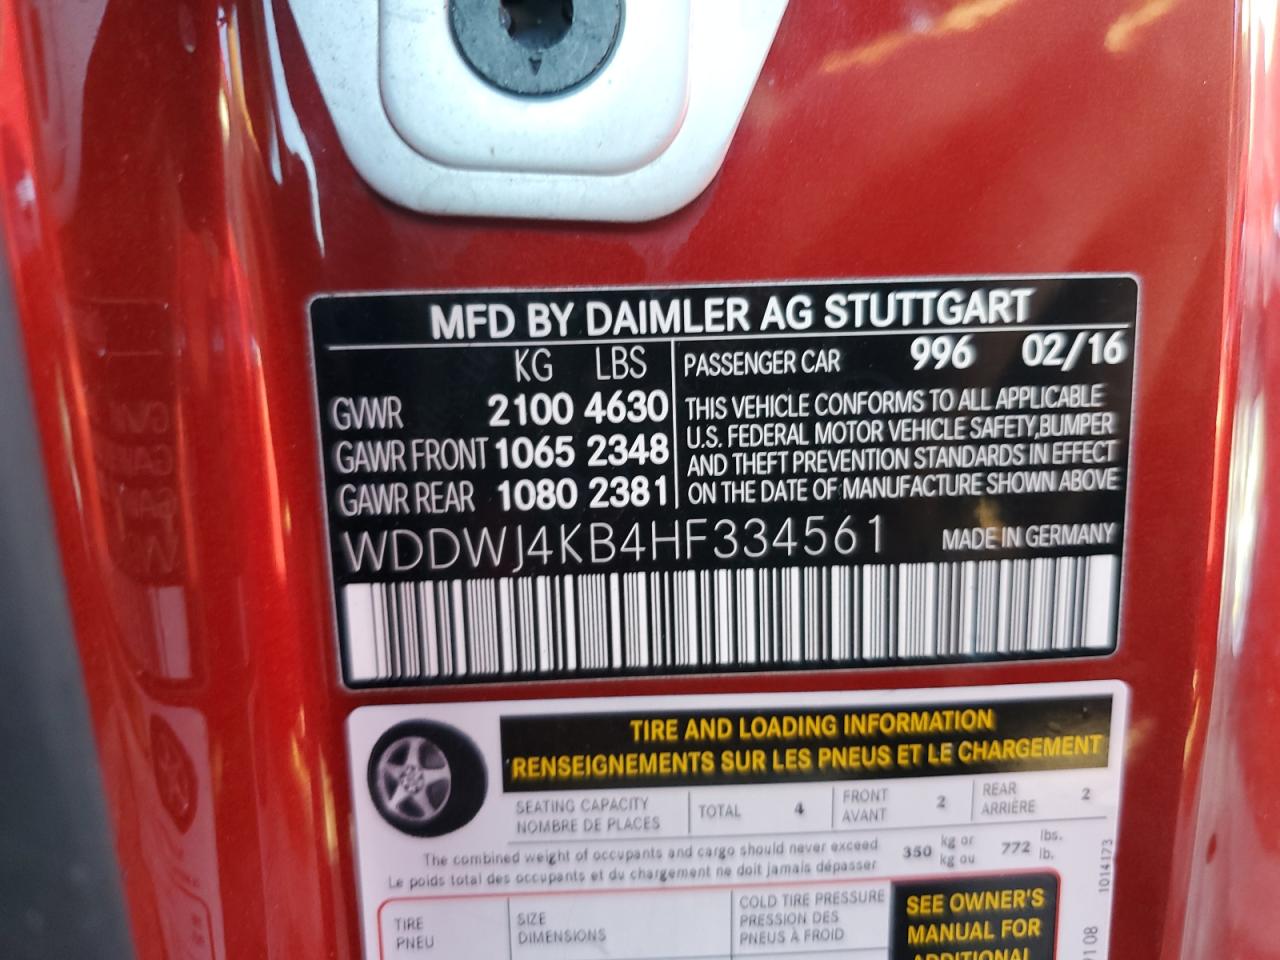 MFD BY DAIMLER AG STUTTGART
KG LBS
GVWR 2100 4630
GAWR FRONT 1065 2348
GAWR REAR 1080 2381
PASSENGER CAR 996 02/16
THIS VEHICLE CONFORMS TO ALL APPLICABLE
U.S. FEDERAL MOTOR VEHICLE SAFETY,BUMPER
AND THEFT PREVENTION STANDARDS IN EFFECT
ON THE DATE OF MANUFACTURE SHOWN ABOVE
WDDWJ4KB4HF334561 MADE IN GERMANY
TIRE AND LOADING INFORMATION
RENSEIGNEMENTS SUR LES PNEUS ET LE CHARGEMENT
SEATING CAPACITY
NOMBRE DE PLACES
TOTAL 4
FRONT
AVANT
2
REAR
ARRIÈRE
2
The combined weight of occupants and cargo should never exceed
Le poids total des occupants et du chargement ne doit jamais dépasser
350 kg or
kg ou
772 lbs.
lb.
TIRE
PNEU
SIZE
DIMENSIONS
COLD TIRE PRESSURE
PRESSION DES
PNEUS À FROID
SEE OWNER'S
MANUAL FOR
ADDITIONAL
1014173